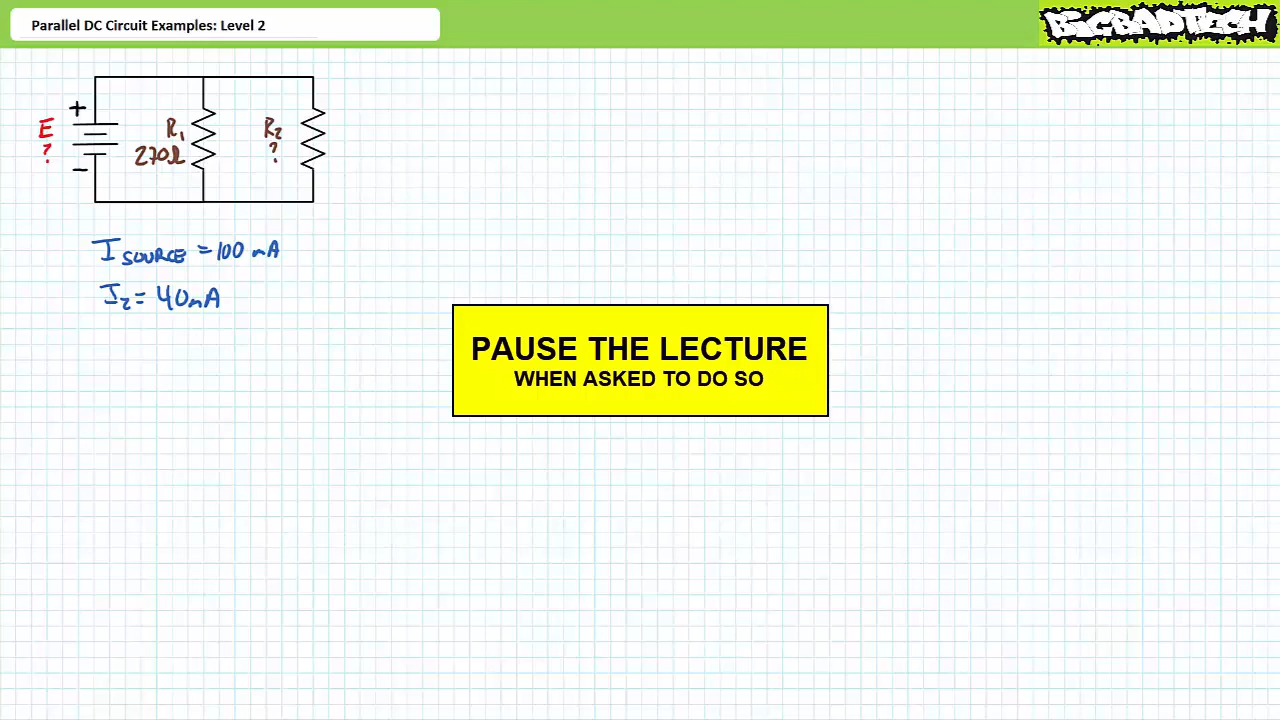 Parallel DC Circuit Examples: Level 2
BIGBADTECH
+
E
?
-
R1
270Ω
R2
?
I SOURCE = 100 mA
I2 = 40mA
PAUSE THE LECTURE
WHEN ASKED TO DO SO